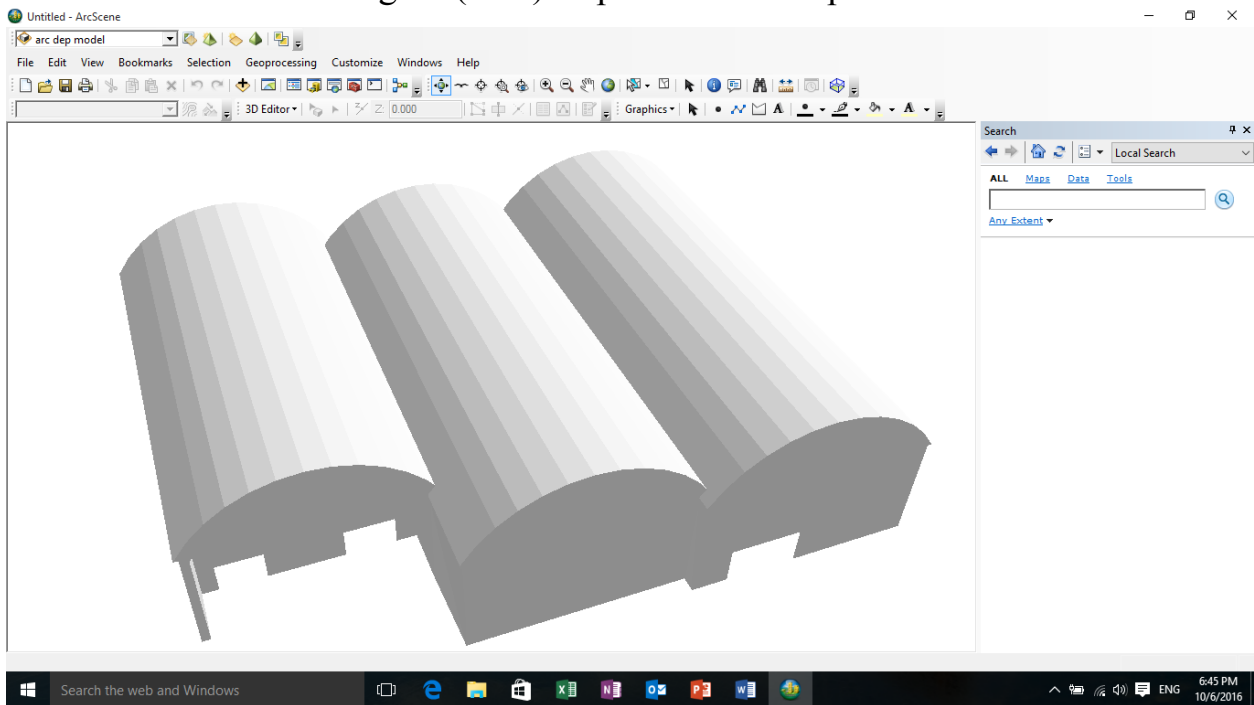 Untitled - ArcScene
arc dep model
File Edit View Bookmarks Selection Geoprocessing Customize Windows Help
3D Editor Z: 0.000 Graphics A A
Search
Local Search
ALL Maps Data Tools
Any Extent
Search the web and Windows
ENG
6:45 PM
10/6/2016